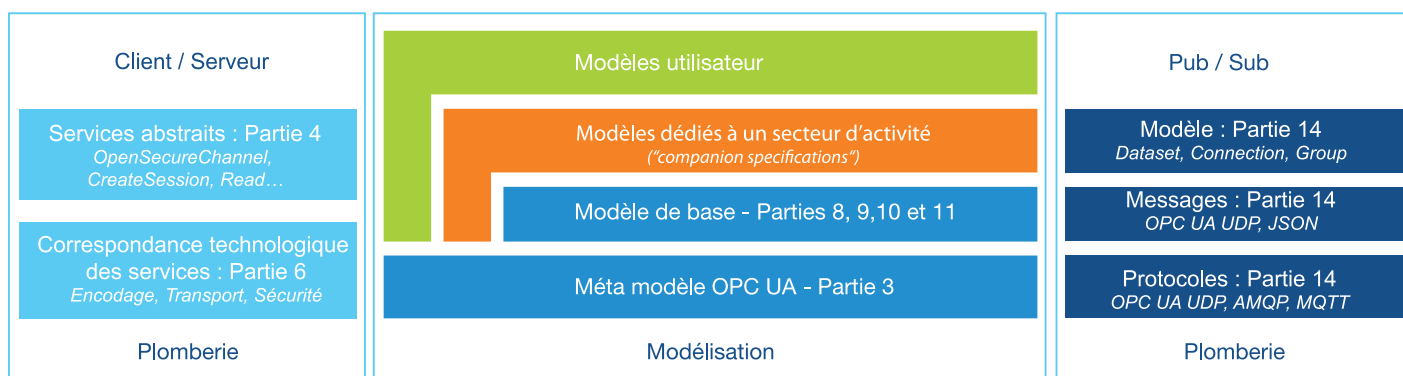 Client / Serveur
Services abstraits : Partie 4
OpenSecureChannel,
CreateSession, Read…
Correspondance technologique
des services : Partie 6
Encodage, Transport, Sécurité
Plomberie
Modèles utilisateur
Modèles dédiés à un secteur d’activité
(“companion specifications“)
Modèle de base - Parties 8, 9,10 et 11
Méta modèle OPC UA - Partie 3
Modélisation
Pub / Sub
Modèle : Partie 14
Dataset, Connection, Group
Messages : Partie 14
OPC UA UDP, JSON
Protocoles : Partie 14
OPC UA UDP, AMQP, MQTT
Plomberie